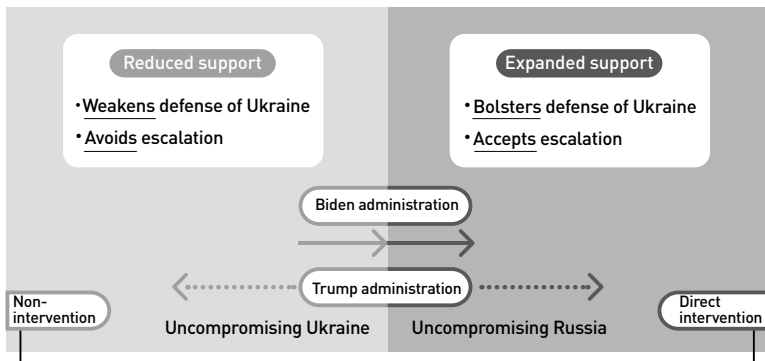 Reduced support
• Weakens defense of Ukraine
• Avoids escalation
Expanded support
• Bolsters defense of Ukraine
• Accepts escalation
Biden administration
Trump administration
Non-
intervention
Direct
intervention
Uncompromising Ukraine
Uncompromising Russia